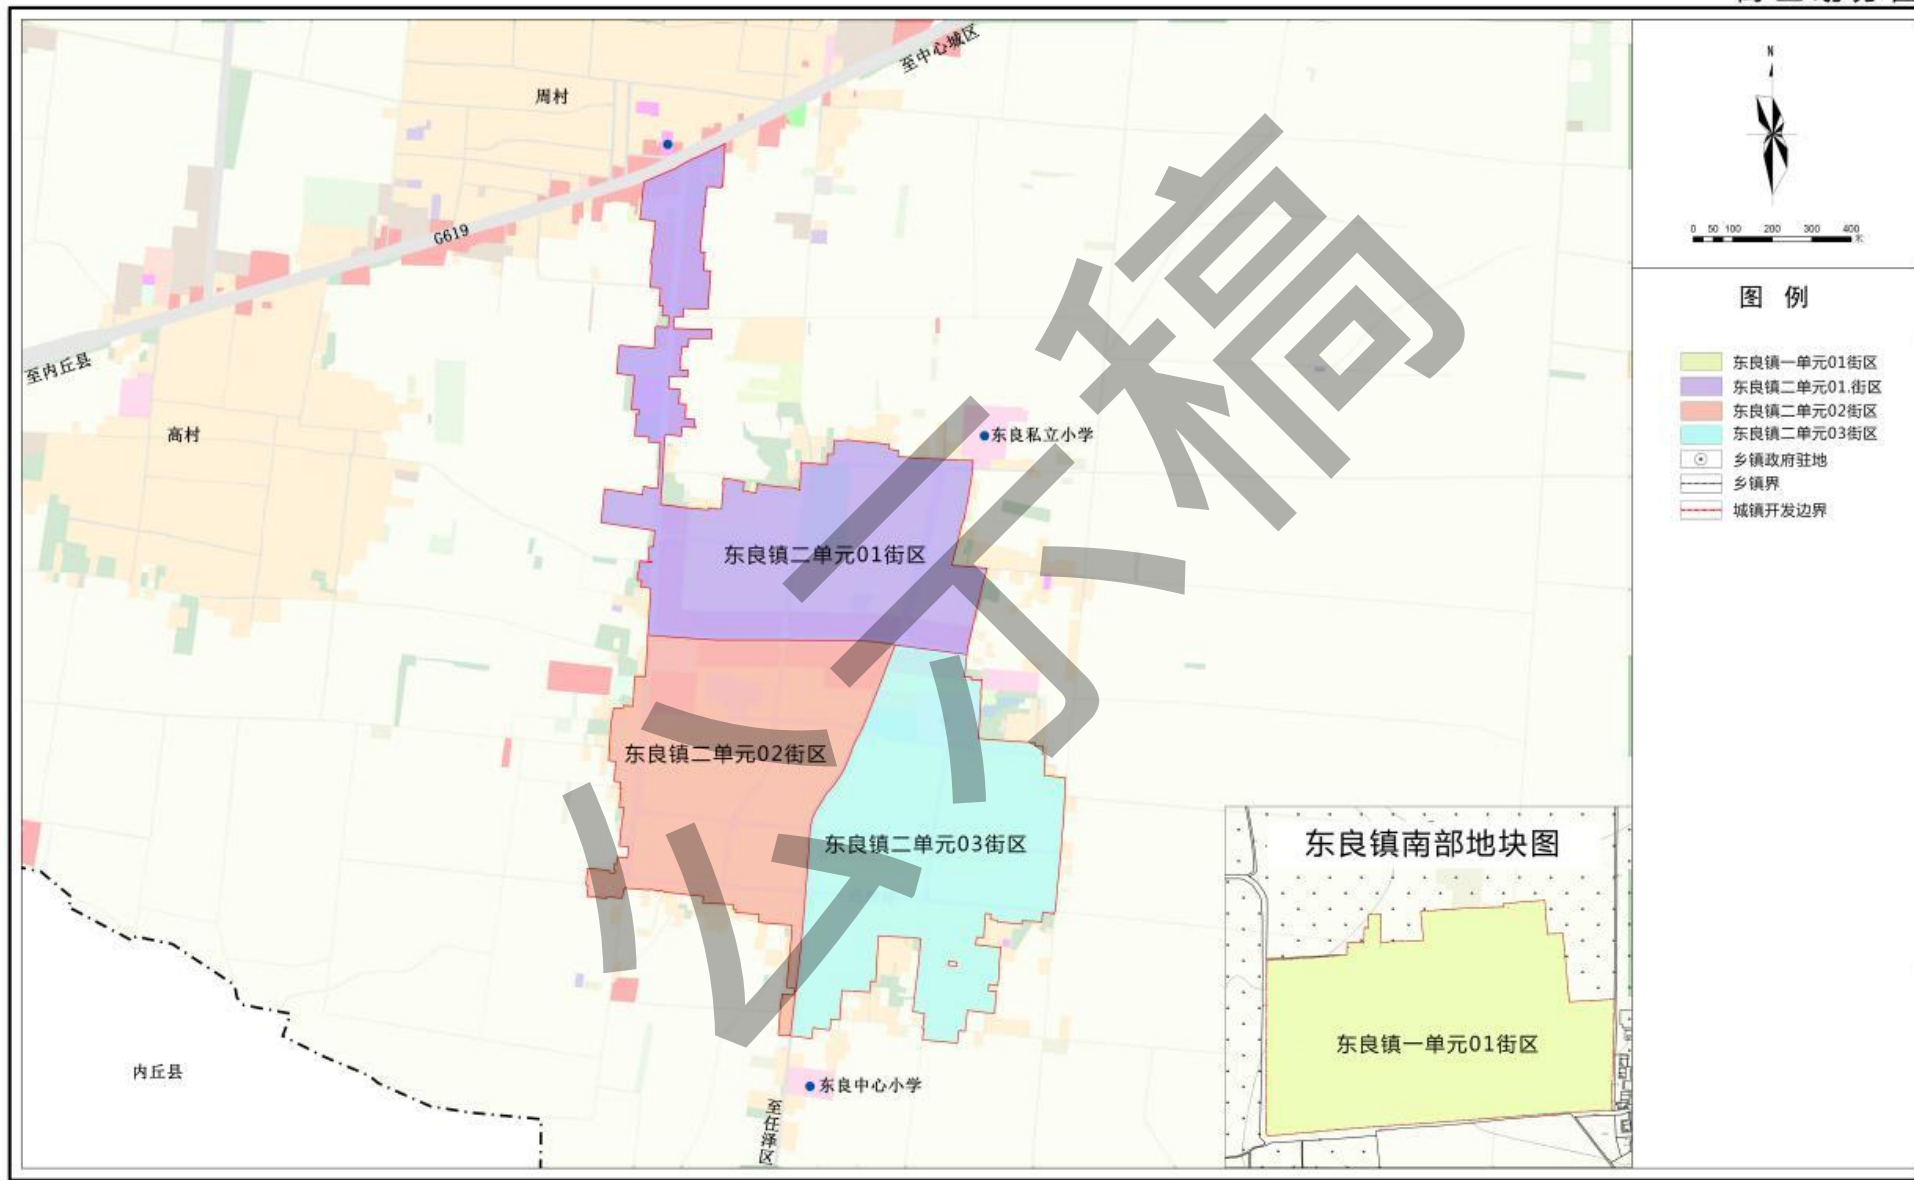 至中心城区
周村
G619
至内丘县
高村
东良私立小学
东良镇二单元01街区
东良镇二单元02街区
东良镇二单元03街区
内丘县
东良中心小学
至任泽区
东良镇南部地块图
东良镇一单元01街区
公示稿
N
0 50 100 200 300 400 米
图 例
东良镇一单元01街区
东良镇二单元01.街区
东良镇二单元02街区
东良镇二单元03街区
乡镇政府驻地
乡镇界
城镇开发边界